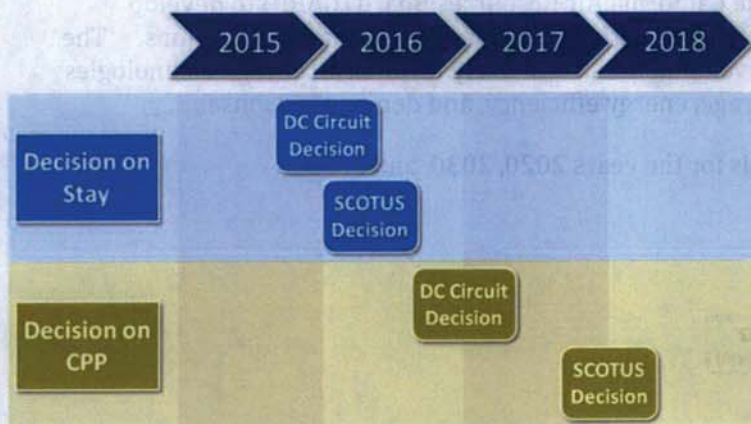 2015 2016 2017 2018
Decision on
Stay
DC Circuit
Decision
SCOTUS
Decision
Decision on
CPP
DC Circuit
Decision
SCOTUS
Decision